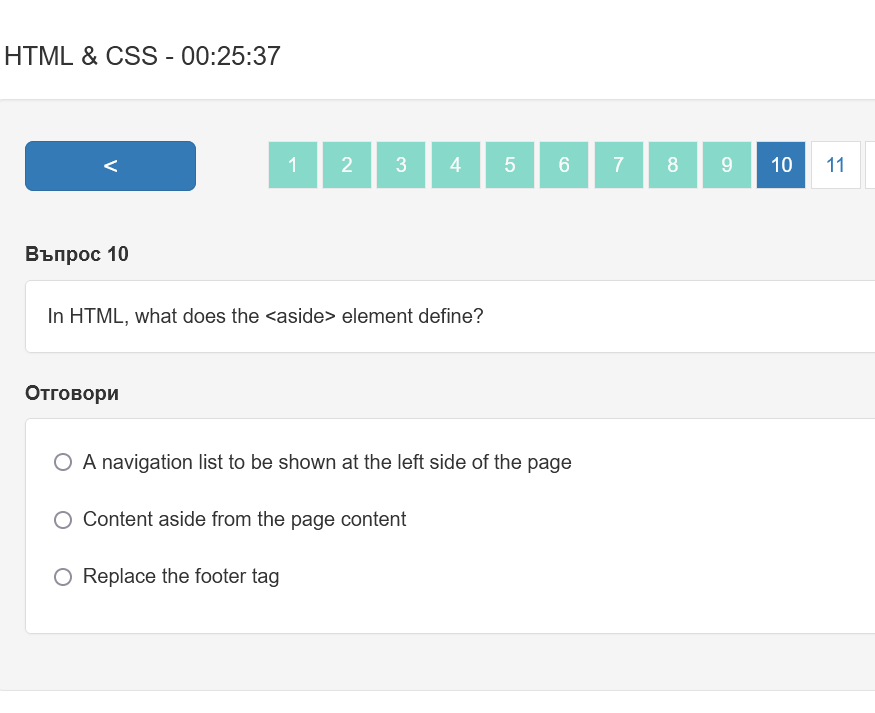 HTML & CSS - 00:25:37
< 1 2 3 4 5 6 7 8 9 10 11
Въпрос 10
In HTML, what does the <aside> element define?
Отговори
A navigation list to be shown at the left side of the page
Content aside from the page content
Replace the footer tag